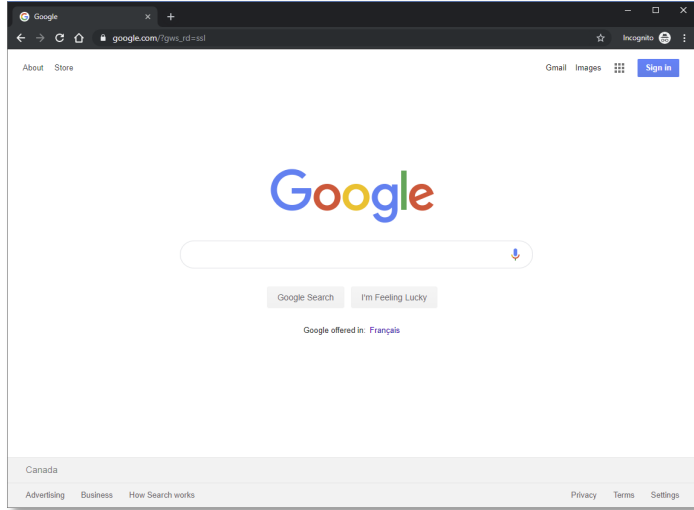 Google
google.com/?gws_rd=ssl Incognito
About Store Gmail Images Sign in
Google
Google Search I'm Feeling Lucky
Google offered in: Français
Canada
Advertising Business How Search works Privacy Terms Settings